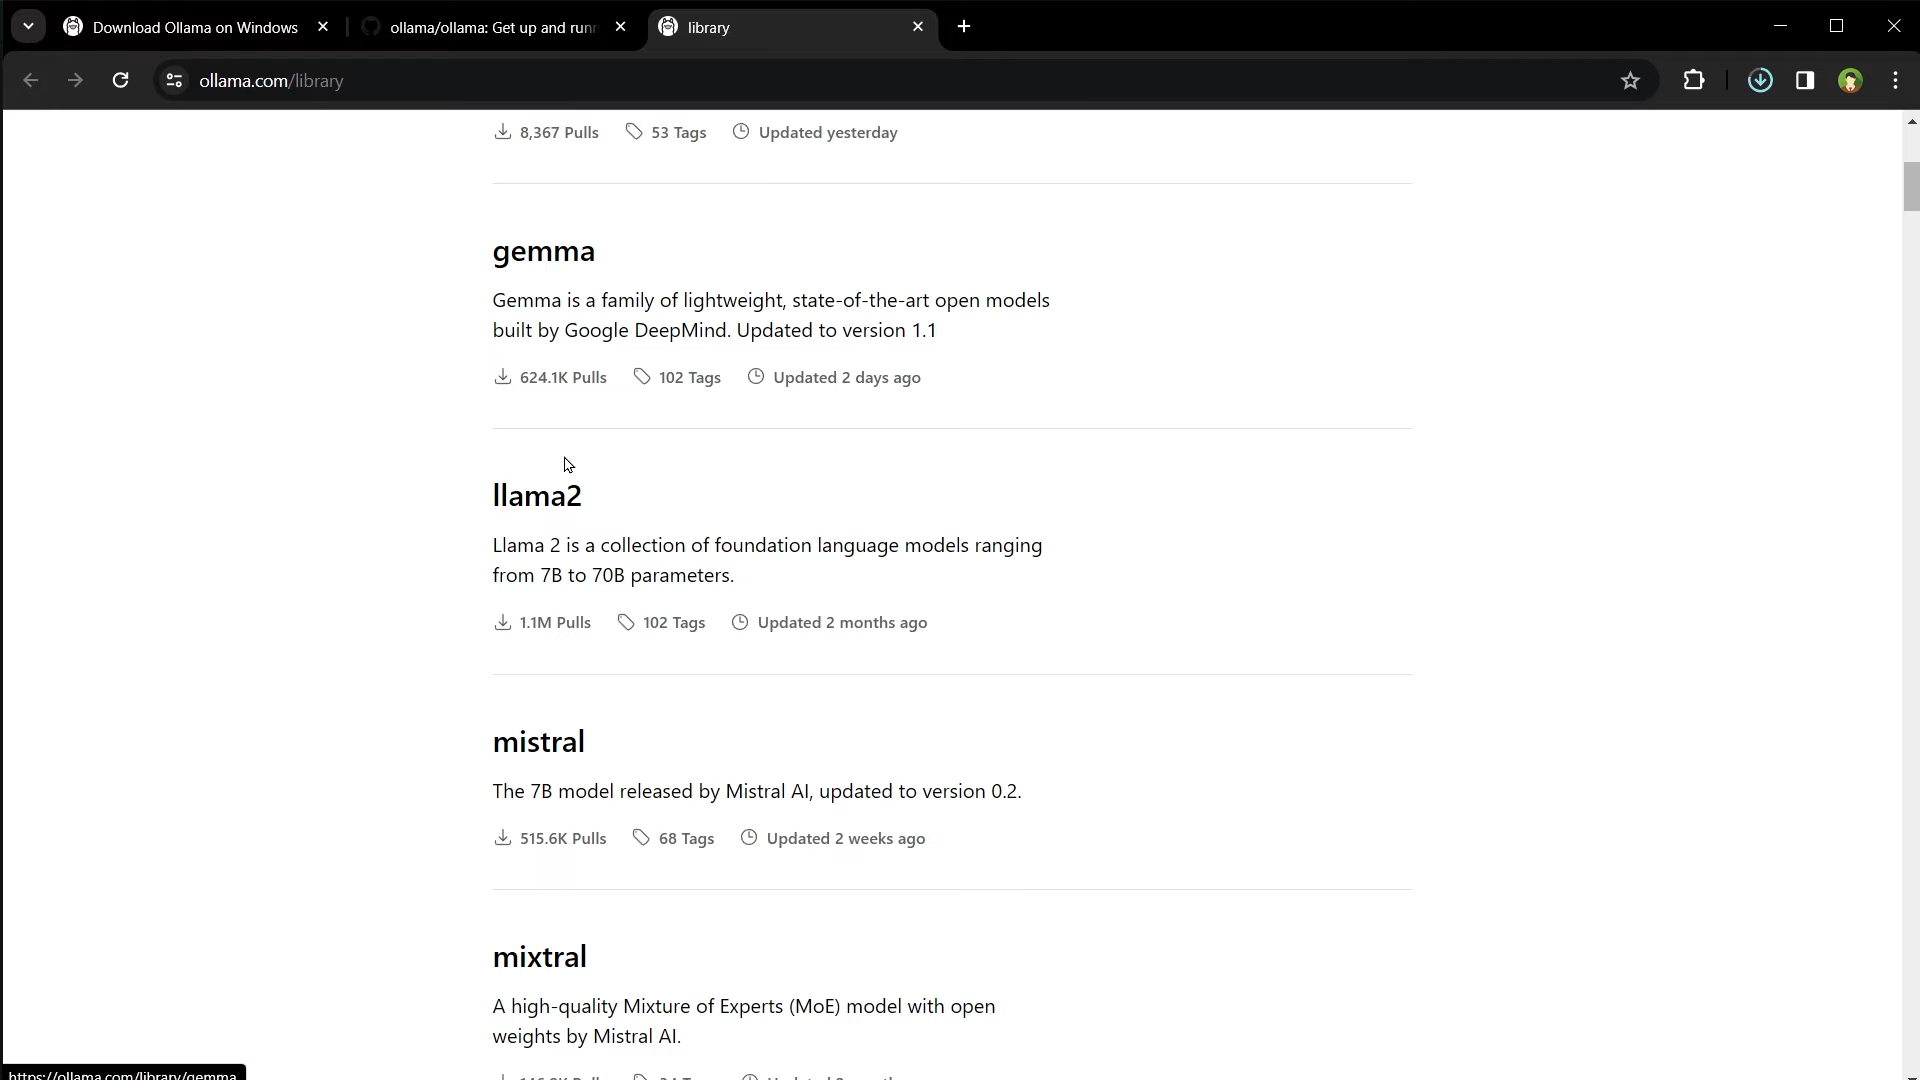 Download Ollama on Windows
ollama/ollama: Get up and runn
library
ollama.com/library
8,367 Pulls 53 Tags Updated yesterday
gemma
Gemma is a family of lightweight, state-of-the-art open models
built by Google DeepMind. Updated to version 1.1
624.1K Pulls 102 Tags Updated 2 days ago
llama2
Llama 2 is a collection of foundation language models ranging
from 7B to 70B parameters.
1.1M Pulls 102 Tags Updated 2 months ago
mistral
The 7B model released by Mistral AI, updated to version 0.2.
515.6K Pulls 68 Tags Updated 2 weeks ago
mixtral
A high-quality Mixture of Experts (MoE) model with open
weights by Mistral AI.
https://ollama.com/library/gemma